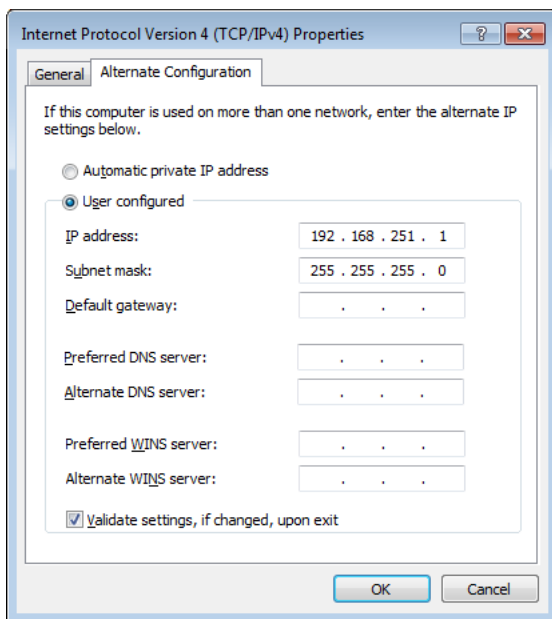 Internet Protocol Version 4 (TCP/IPv4) Properties
General
Alternate Configuration
If this computer is used on more than one network, enter the alternate IP
settings below.
Automatic private IP address
User configured
IP address: 192 . 168 . 251 . 1
Subnet mask: 255 . 255 . 255 . 0
Default gateway: . . .
Preferred DNS server: . . .
Alternate DNS server: . . .
Preferred WINS server: . . .
Alternate WINS server: . . .
Validate settings, if changed, upon exit
OK
Cancel